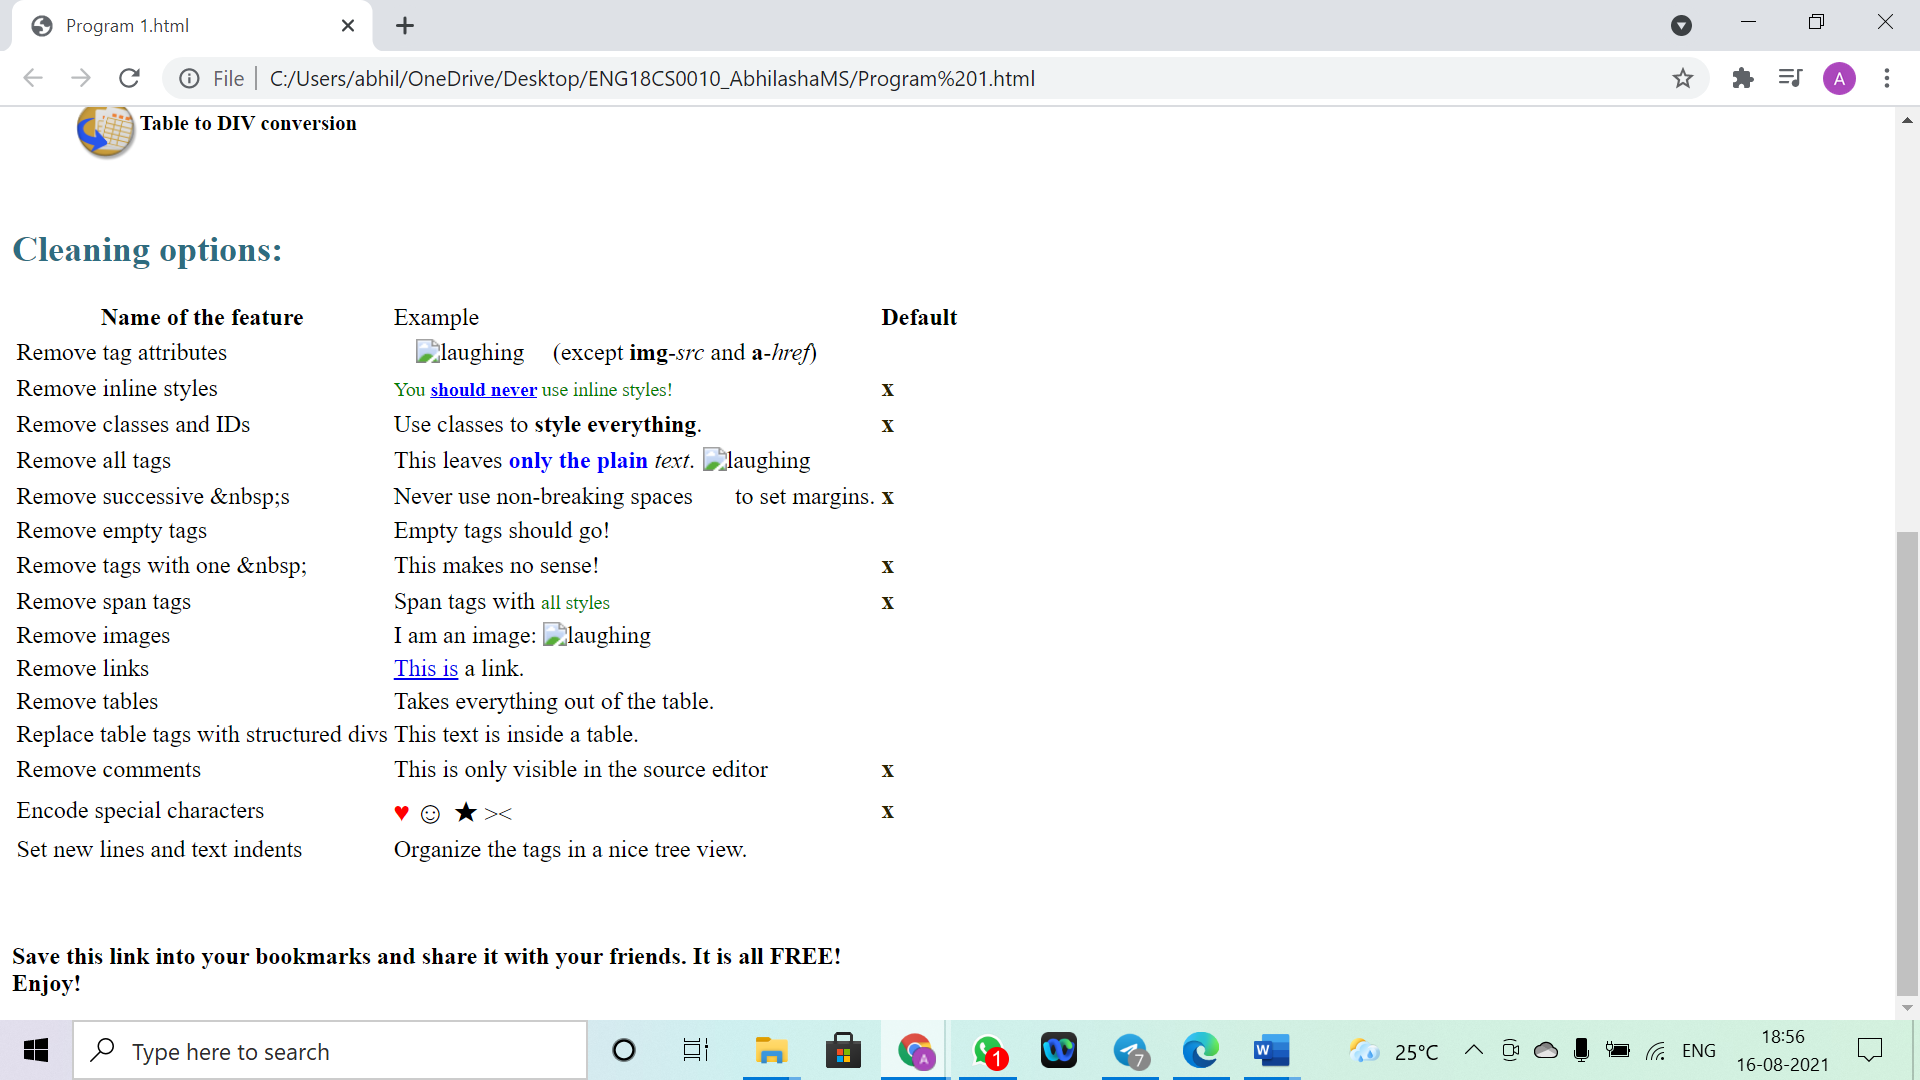 Program 1.html
File C:/Users/abhil/OneDrive/Desktop/ENG18CS0010_AbhilashaMS/Program%201.html
A
Table to DIV conversion
Cleaning options:
Name of the feature Example Default
Remove tag attributes laughing (except img-src and a-href)
Remove inline styles You should never use inline styles! x
Remove classes and IDs Use classes to style everything. x
Remove all tags This leaves only the plain text. laughing
Remove successive &nbsp;s Never use non-breaking spaces to set margins. x
Remove empty tags Empty tags should go!
Remove tags with one &nbsp; This makes no sense! x
Remove span tags Span tags with all styles x
Remove images I am an image: laughing
Remove links This is a link.
Remove tables Takes everything out of the table.
Replace table tags with structured divs This text is inside a table.
Remove comments This is only visible in the source editor x
Encode special characters ♥ ☺ ★ >< x
Set new lines and text indents Organize the tags in a nice tree view.
Save this link into your bookmarks and share it with your friends. It is all FREE!
Enjoy!
Type here to search A 1 7 W 25°C ENG 18:56
16-08-2021